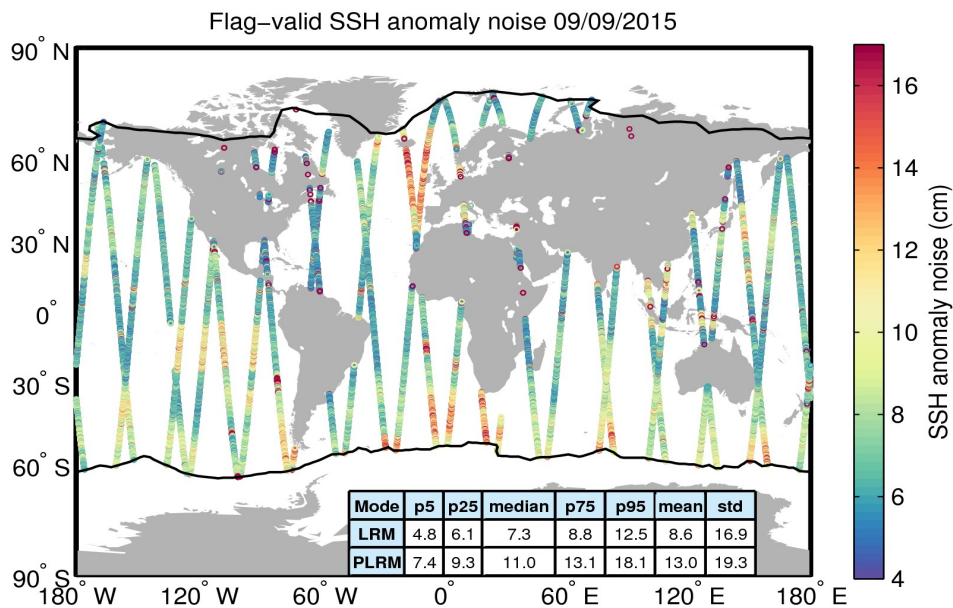 Flag−valid SSH anomaly noise 09/09/2015
90° N
60° N
30° N
0°
30° S
60° S
90° S
180° W 120° W 60° W 0° 60° E 120° E 180° E
Mode p5 p25 median p75 p95 mean std
LRM 4.8 6.1 7.3 8.8 12.5 8.6 16.9
PLRM 7.4 9.3 11.0 13.1 18.1 13.0 19.3
16
14
12
10
8
6
4
SSH anomaly noise (cm)